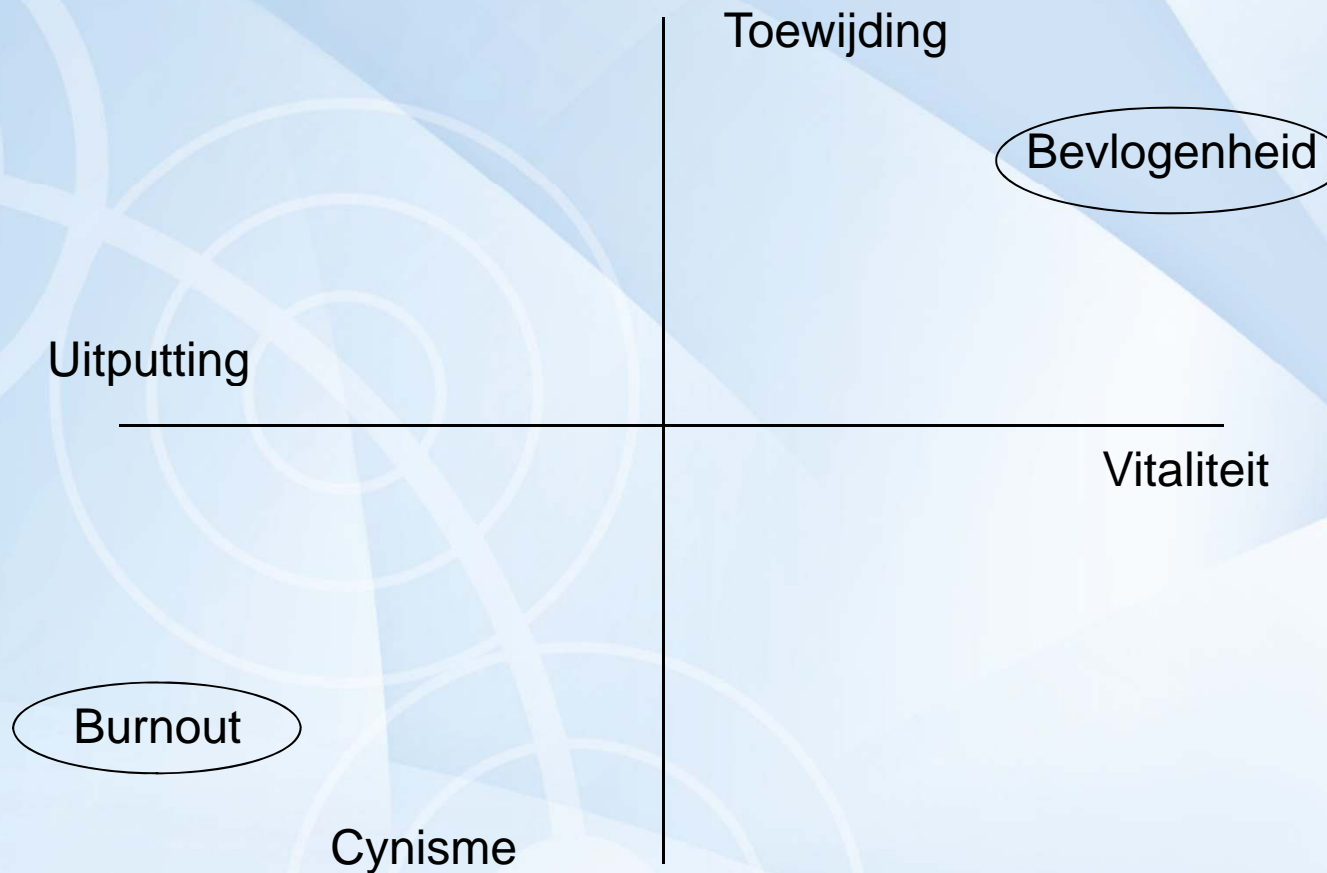 Toewijding
Bevlogenheid
Uitputting
Vitaliteit
Burnout
Cynisme